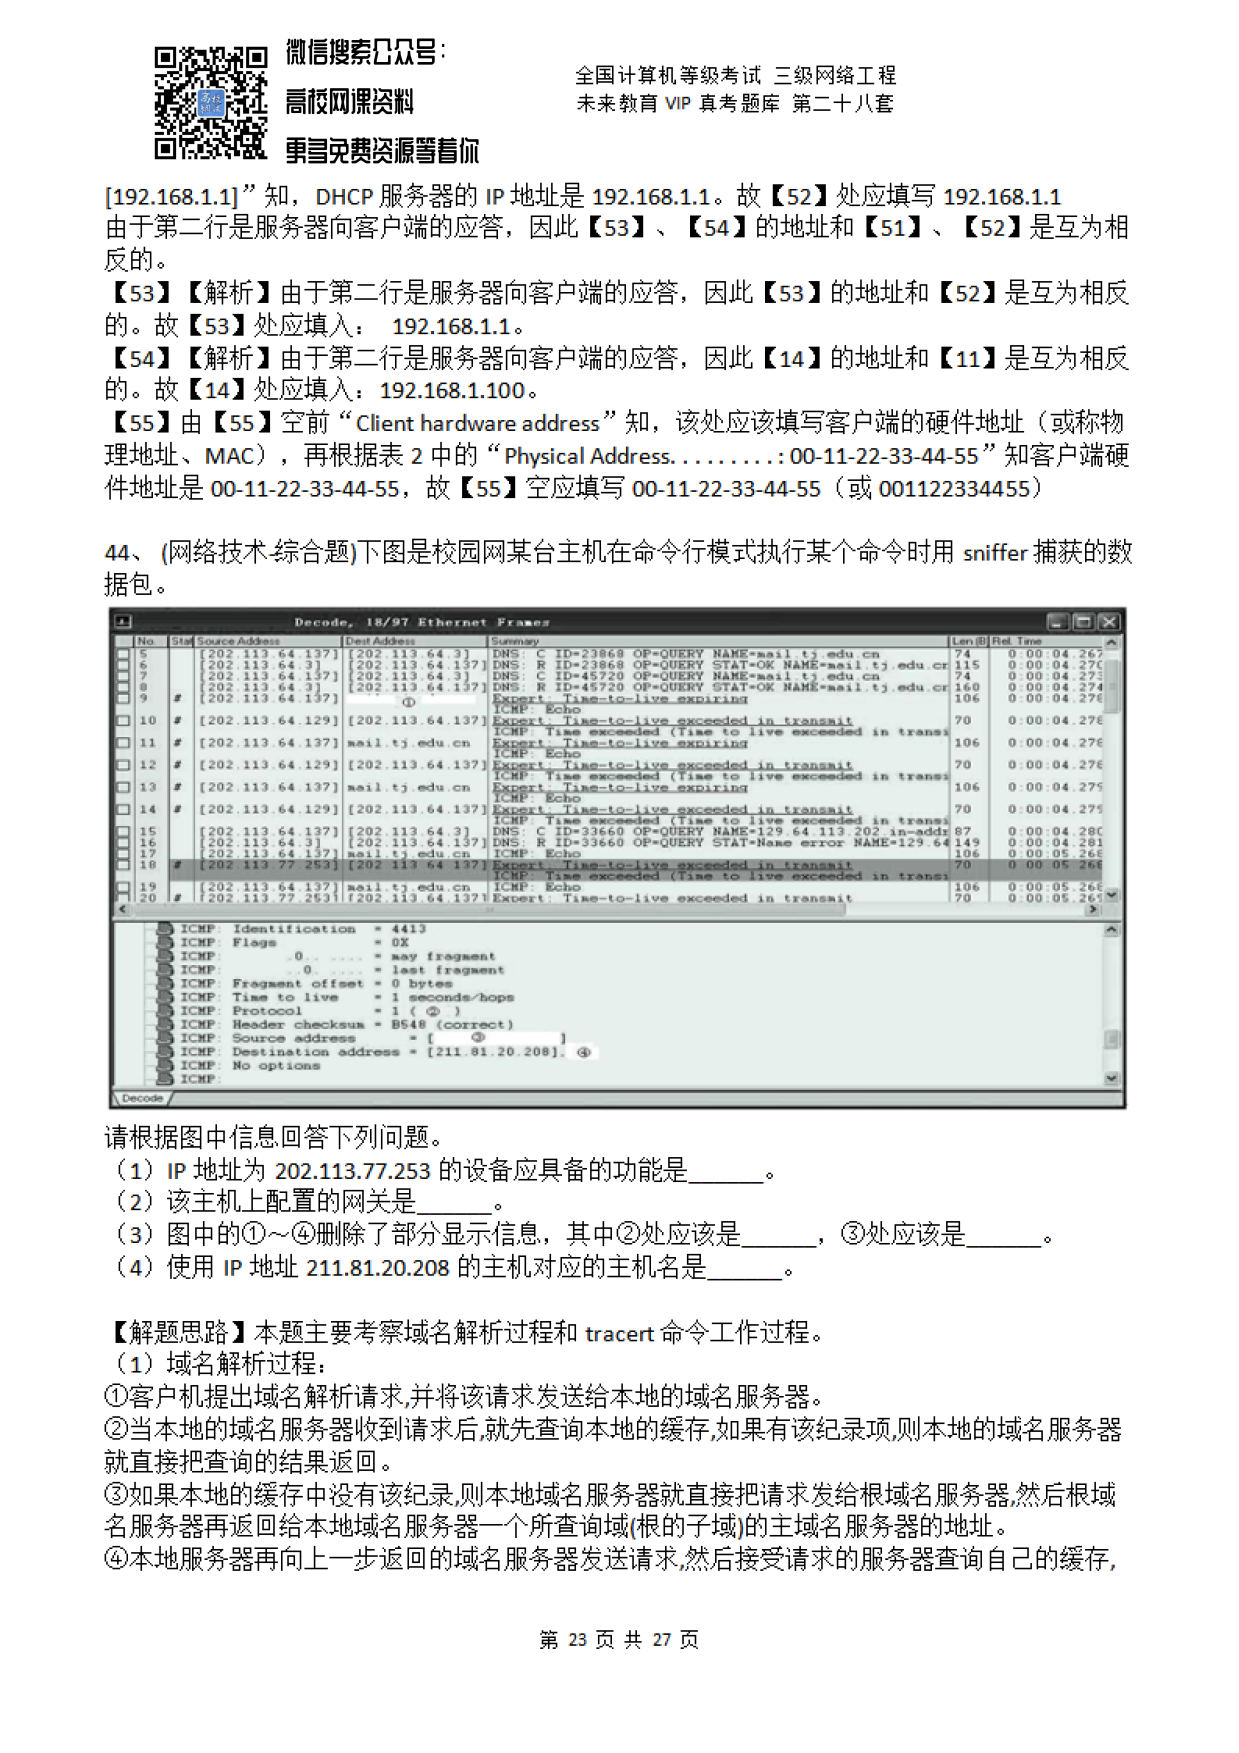 微信搜索公众号：
高校网课资料
更多免费资源等着你
全国计算机等级考试 三级网络工程
未来教育 VIP 真考题库 第二十八套
[192.168.1.1]”知，DHCP 服务器的 IP 地址是 192.168.1.1。故【52】处应填写 192.168.1.1
由于第二行是服务器向客户端的应答，因此【53】、【54】的地址和【51】、【52】是互为相
反的。
【53】【解析】由于第二行是服务器向客户端的应答，因此【53】的地址和【52】是互为相反
的。故【53】处应填入： 192.168.1.1。
【54】【解析】由于第二行是服务器向客户端的应答，因此【14】的地址和【11】是互为相反
的。故【14】处应填入：192.168.1.100。
【55】由【55】空前“Client hardware address”知，该处应该填写客户端的硬件地址（或称物
理地址、MAC），再根据表 2 中的“Physical Address. . . . . . . . . : 00-11-22-33-44-55”知客户端硬
件地址是 00-11-22-33-44-55，故【55】空应填写 00-11-22-33-44-55（或 001122334455）
44、 (网络技术-综合题)下图是校园网某台主机在命令行模式执行某个命令时用 sniffer 捕获的数
据包。
Decode, 18/97 Ethernet Frames
No. Stat Source Address Dest Address Summary Len (B Rel. Time
5 [202.113.64.137] [202.113.64.3] DNS: C ID=23868 OP=QUERY NAME=mail.tj.edu.cn 74 0:00:04.267
6 [202.113.64.3] [202.113.64.137] DNS: R ID=23868 OP=QUERY STAT=OK NAME=mail.tj.edu.cr 115 0:00:04.270
7 [202.113.64.137] [202.113.64.3] DNS: C ID=45720 OP=QUERY NAME=mail.tj.edu.cn 74 0:00:04.273
8 [202.113.64.3] [202.113.64.137] DNS: R ID=45720 OP=QUERY STAT=OK NAME=mail.tj.edu.cr 160 0:00:04.274
9 # [202.113.64.137] ① Expert: Time-to-live expiring 106 0:00:04.278
ICMP: Echo
10 # [202.113.64.129] [202.113.64.137] Expert: Time-to-live exceeded in transmit 70 0:00:04.278
ICMP: Time exceeded (Time to live exceeded in transi
11 # [202.113.64.137] mail.tj.edu.cn Expert: Time-to-live expiring 106 0:00:04.278
ICMP: Echo
12 # [202.113.64.129] [202.113.64.137] Expert: Time-to-live exceeded in transmit 70 0:00:04.278
ICMP: Time exceeded (Time to live exceeded in transi
13 # [202.113.64.137] mail.tj.edu.cn Expert: Time-to-live expiring 106 0:00:04.279
ICMP: Echo
14 # [202.113.64.129] [202.113.64.137] Expert: Time-to-live exceeded in transmit 70 0:00:04.279
ICMP: Time exceeded (Time to live exceeded in transi
15 [202.113.64.137] [202.113.64.3] DNS: C ID=33660 OP=QUERY NAME=129.64.113.202.in-addr 87 0:00:04.280
16 [202.113.64.3] [202.113.64.137] DNS: R ID=33660 OP=QUERY STAT=Name error NAME=129.64 149 0:00:04.281
17 [202.113.64.137] mail.tj.edu.cn ICMP: Echo 106 0:00:05.268
18 # [202.113.77.253] [202.113.64.137] Expert: Time-to-live exceeded in transmit 70 0:00:05.268
ICMP: Time exceeded (Time to live exceeded in transi
19 [202.113.64.137] mail.tj.edu.cn ICMP: Echo 106 0:00:05.268
20 # [202.113.77.253] [202.113.64.137] Expert: Time-to-live exceeded in transmit 70 0:00:05.269
ICMP: Identification = 4413
ICMP: Flags = 0X
ICMP: .0.. .... = may fragment
ICMP: ..0. .... = last fragment
ICMP: Fragment offset = 0 bytes
ICMP: Time to live = 1 seconds/hops
ICMP: Protocol = 1 ( ② )
ICMP: Header checksum = B548 (correct)
ICMP: Source address = [ ③ ]
ICMP: Destination address = [211.81.20.208]. ④
ICMP: No options
ICMP:
Decode
请根据图中信息回答下列问题。
（1）IP 地址为 202.113.77.253 的设备应具备的功能是______。
（2）该主机上配置的网关是______。
（3）图中的①～④删除了部分显示信息，其中②处应该是______，③处应该是______。
（4）使用 IP 地址 211.81.20.208 的主机对应的主机名是______。
【解题思路】本题主要考察域名解析过程和 tracert 命令工作过程。
（1）域名解析过程：
①客户机提出域名解析请求,并将该请求发送给本地的域名服务器。
②当本地的域名服务器收到请求后,就先查询本地的缓存,如果有该纪录项,则本地的域名服务器
就直接把查询的结果返回。
③如果本地的缓存中没有该纪录,则本地域名服务器就直接把请求发给根域名服务器,然后根域
名服务器再返回给本地域名服务器一个所查询域(根的子域)的主域名服务器的地址。
④本地服务器再向上一步返回的域名服务器发送请求,然后接受请求的服务器查询自己的缓存,
第 23 页 共 27 页